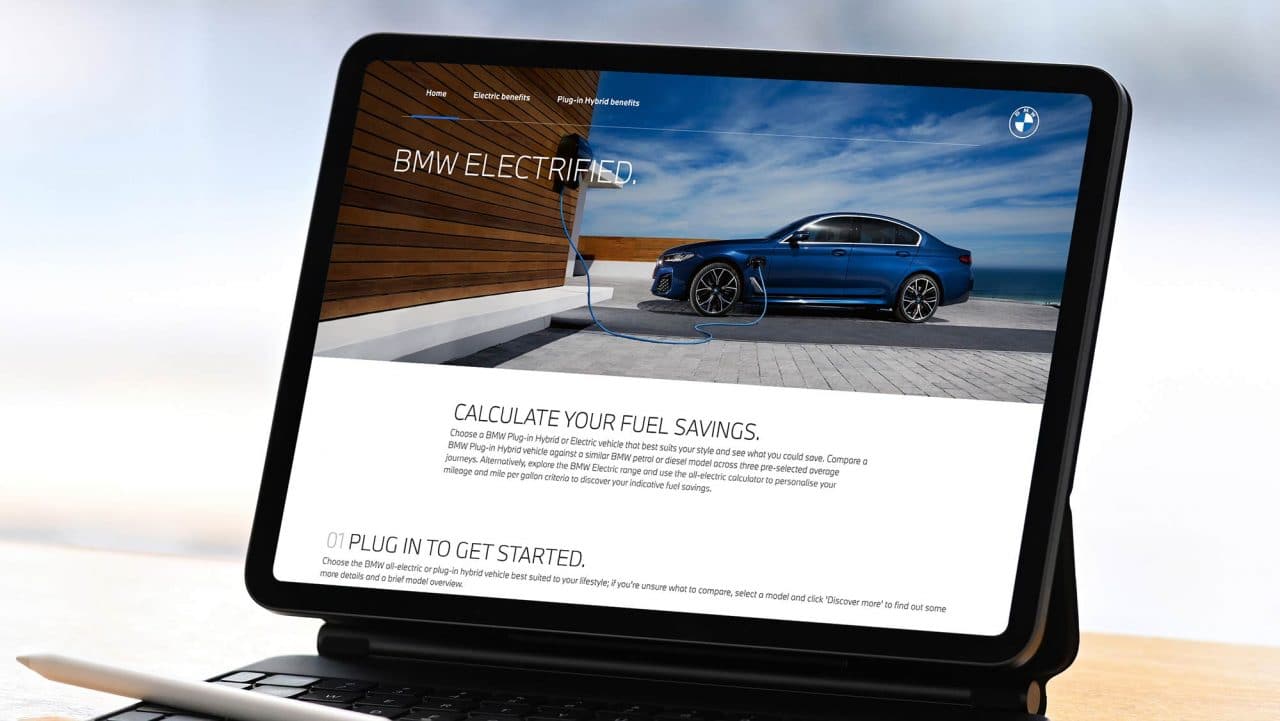 Home Electric benefits Plug-in Hybrid benefits
BMW
BMW ELECTRIFIED.
CALCULATE YOUR FUEL SAVINGS.
Choose a BMW Plug-in Hybrid or Electric vehicle that best suits your style and see what you could save. Compare a
BMW Plug-in Hybrid vehicle against a similar BMW petrol or diesel model across three pre-selected average
journeys. Alternatively, explore the BMW Electric range and use the all-electric calculator to personalise your
mileage and mile per gallon criteria to discover your indicative fuel savings.
01 PLUG IN TO GET STARTED.
Choose the BMW all-electric or plug-in hybrid vehicle best suited to your lifestyle; if you're unsure what to compare, select a model and click 'Discover more' to find out some
more details and a brief model overview.